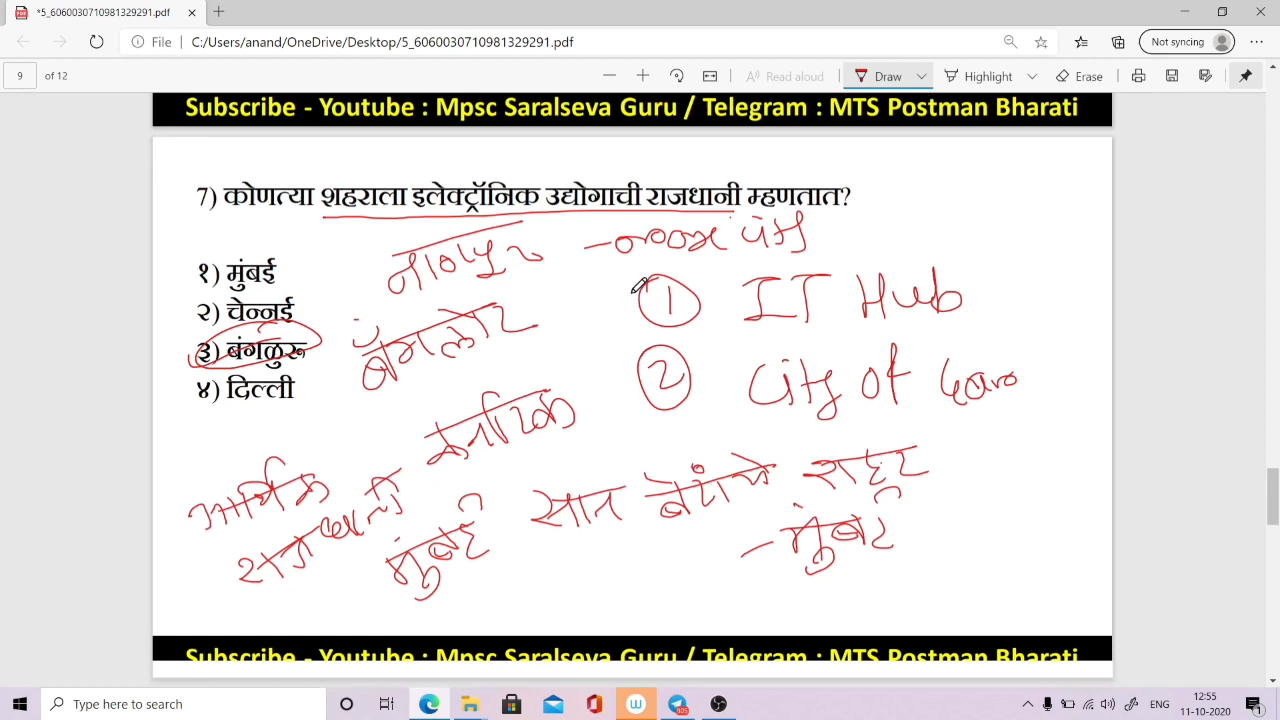 *5_6060030710981329291.pdf
File C:/Users/anand/OneDrive/Desktop/5_6060030710981329291.pdf Not syncing
9 of 12 Read aloud Draw Highlight Erase
Subscribe - Youtube : Mpsc Saralseva Guru / Telegram : MTS Postman Bharati
7) कोणत्या शहराला इलेक्ट्रॉनिक उद्योगाची राजधानी म्हणतात?
नागपूर
१) मुंबई
① IT Hub
२) चेन्नई
बँगलोर
३) बंगळुरु
② City of
४) दिल्ली
कर्नाटक
आर्थिक राजधानी मुंबई
सात बेटांचे शहर
- मुंबई
Subscribe - Youtube : Mpsc Saralseva Guru / Telegram : MTS Postman Bharati
Type here to search
12:55
11-10-2020